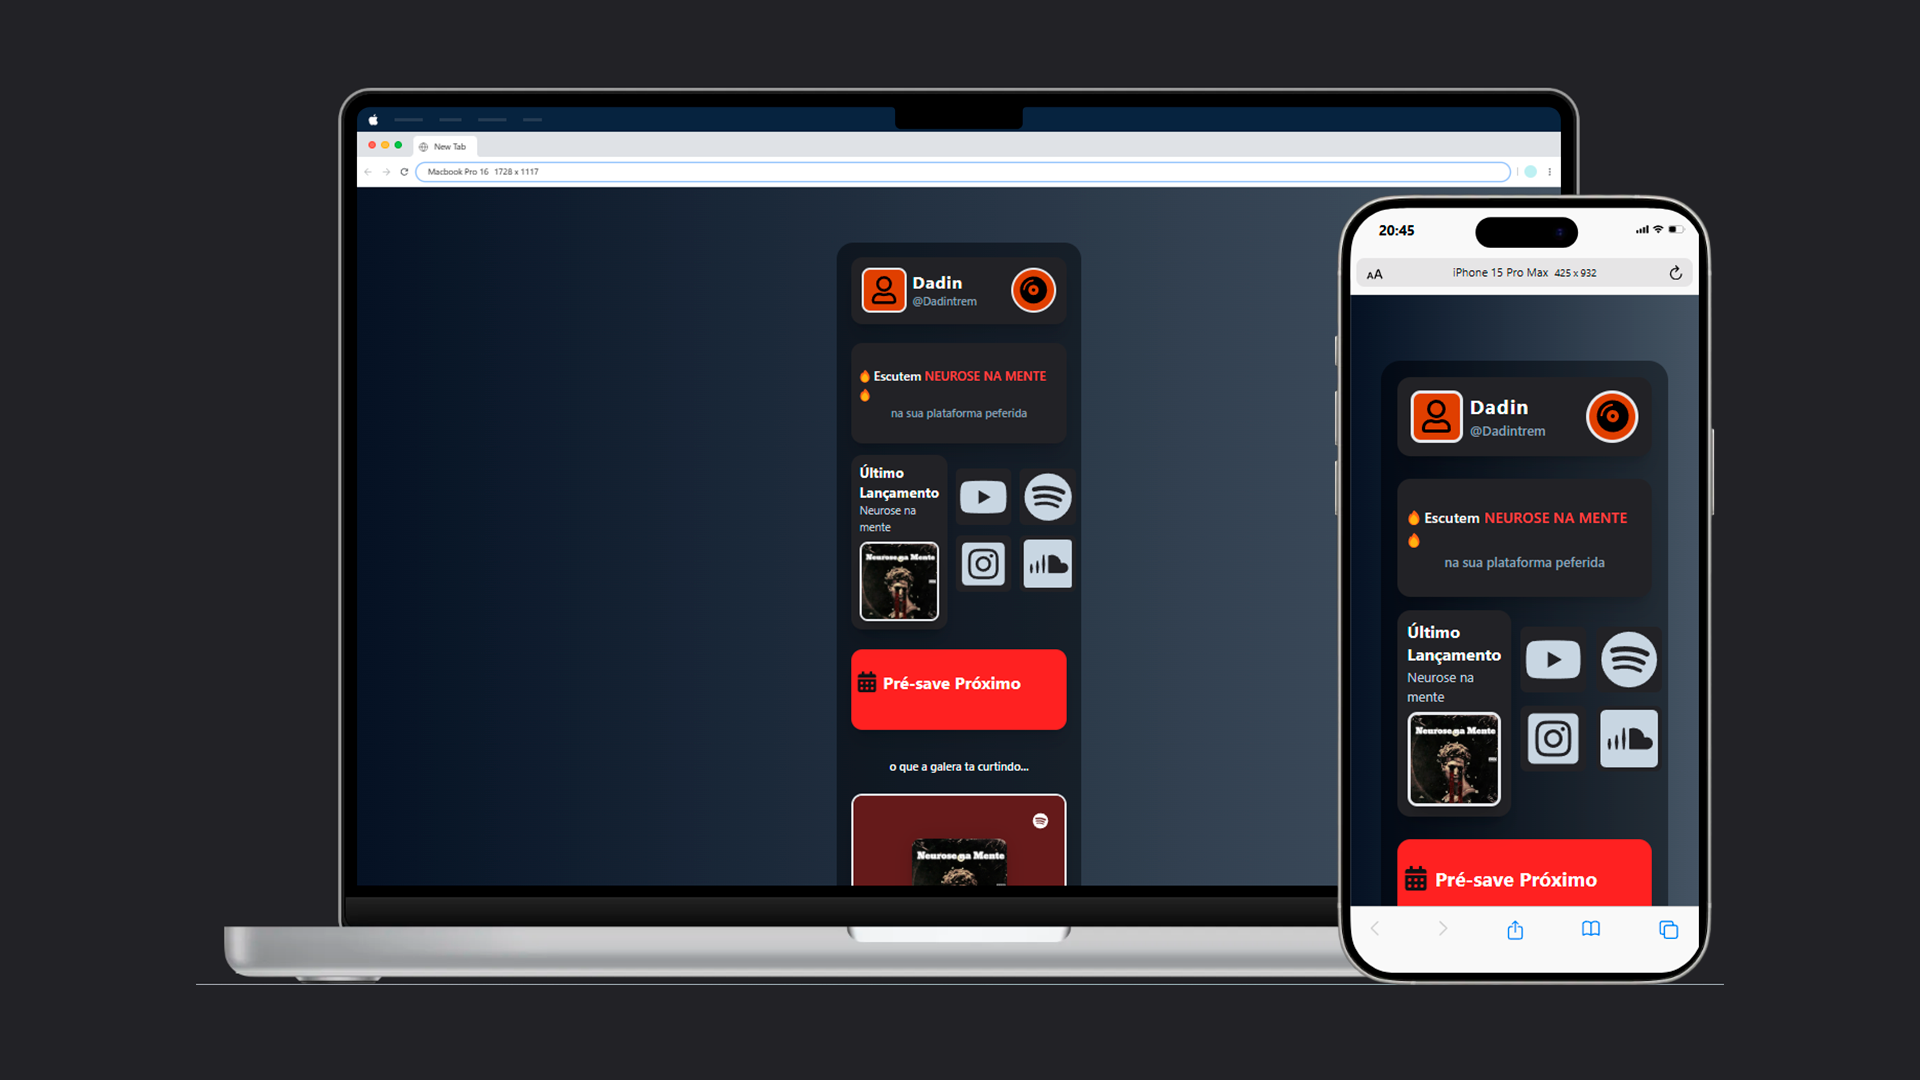 New Tab
Macbook Pro 16 1728 x 1117
Dadin
@Dadintrem
🔥 Escutem NEUROSE NA MENTE
🔥
na sua plataforma peferida
Último
Lançamento
Neurose na
mente
Neurose na Mente
Pré-save Próximo
o que a galera ta curtindo...
Neurose na Mente
20:45
AA
iPhone 15 Pro Max 425 x 932
Dadin
@Dadintrem
🔥 Escutem NEUROSE NA MENTE
🔥
na sua plataforma peferida
Último
Lançamento
Neurose na
mente
Neurose na Mente
Pré-save Próximo